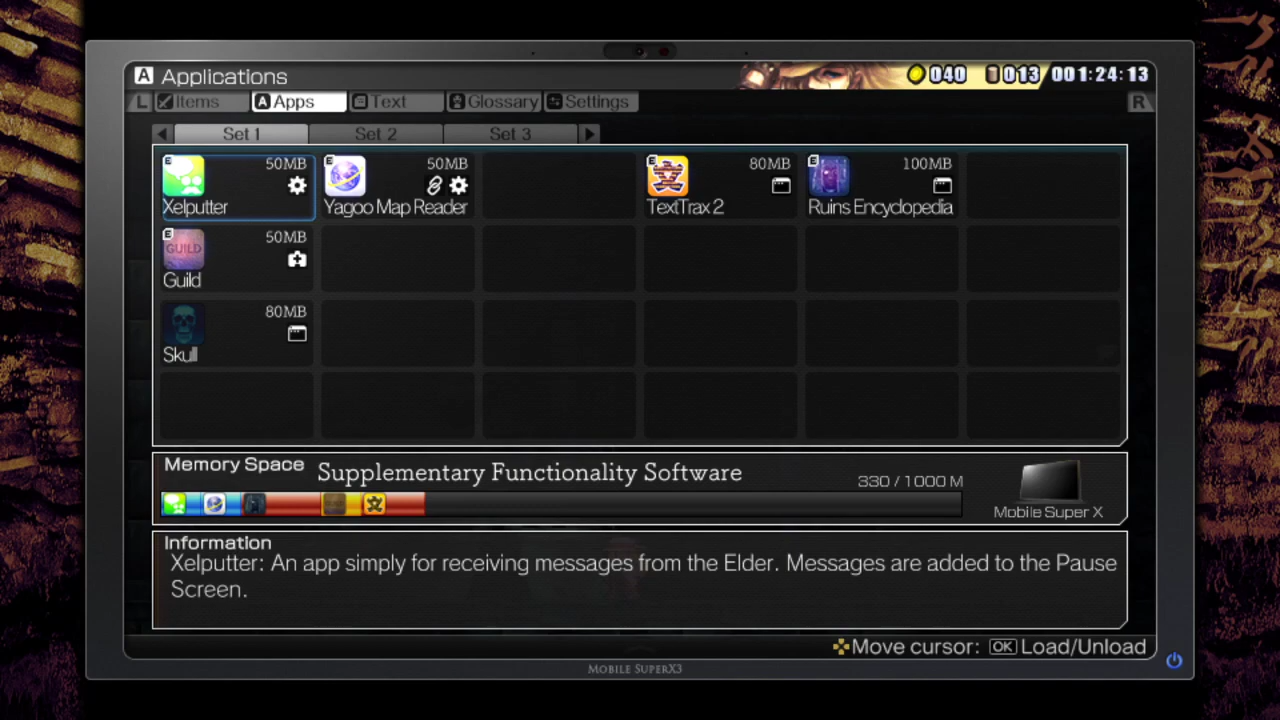 A Applications 040 013 001:24:13
L Items A Apps Text Glossary Settings R
Set 1 Set 2 Set 3
E 50MB E 50MB E 80MB E 100MB
Xelputter Yagoo Map Reader TextTrax 2 Ruins Encyclopedia
E GUILD 50MB
Guild
80MB
Skull
Memory Space Supplementary Functionality Software 330 / 1000 M
Mobile Super X
Information
Xelputter: An app simply for receiving messages from the Elder. Messages are added to the Pause
Screen.
Move cursor: OK Load/Unload
MOBILE SUPERX3